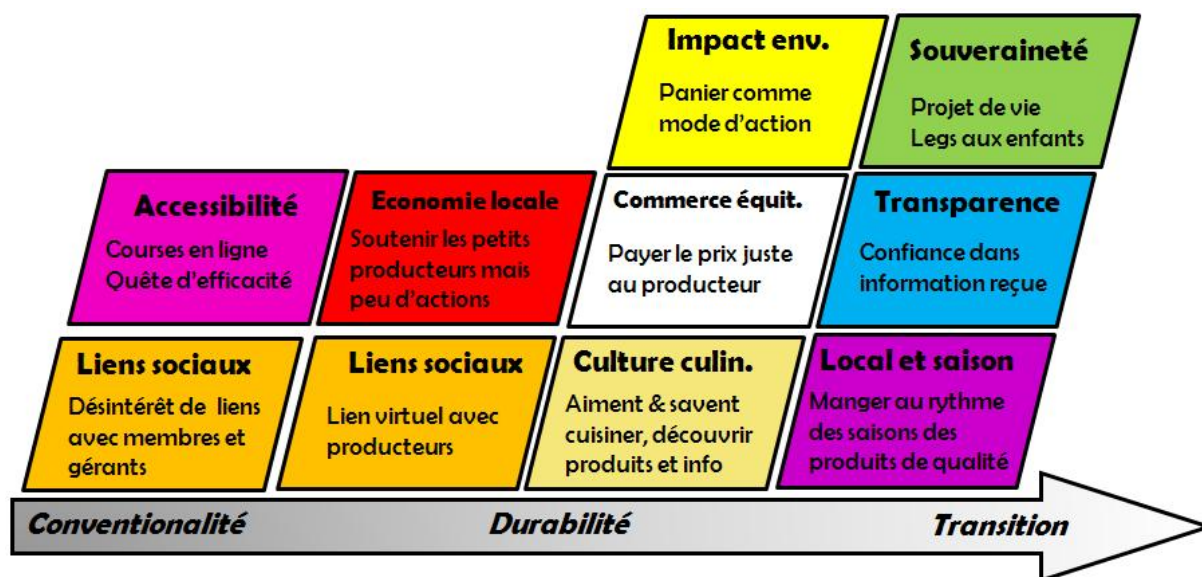 Impact env.
Panier comme
mode d'action
Souveraineté
Projet de vie
Legs aux enfants
Accessibilité
Courses en ligne
Quête d'efficacité
Economie locale
Soutenir les petits
producteurs mais
peu d'actions
Commerce équit.
Payer le prix juste
au producteur
Transparence
Confiance dans
information reçue
Liens sociaux
Désintérêt de liens
avec membres et
gérants
Liens sociaux
Lien virtuel avec
producteurs
Culture culin.
Aiment & savent
cuisiner, découvrir
produits et info
Local et saison
Manger au rythme
des saisons des
produits de qualité
Conventionalité
Durabilité
Transition